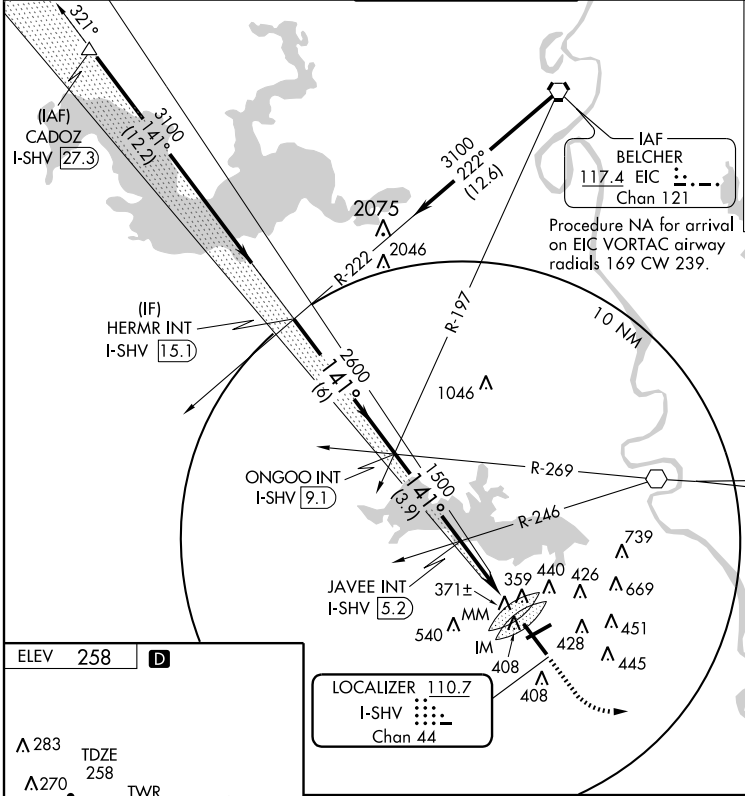 321°
(IAF)
CADOZ
I-SHV 27.3
3100
141°
(12.2)
3100
222°
(12.6)
IAF
BELCHER
117.4 EIC
Chan 121
Procedure NA for arrival
on EIC VORTAC airway
radials 169 CW 239.
2075
2046
R-222
R-197
10 NM
(IF)
HERMR INT
I-SHV 15.1
2600
141°
(6)
1046
ONGOO INT
I-SHV 9.1
1500
141°
(3.9)
R-269
R-246
JAVEE INT
I-SHV 5.2
371±
359
440
426
739
669
MM
540
IM
408
428
451
445
408
LOCALIZER 110.7
I-SHV
Chan 44
ELEV 258 D
283
TDZE
258
270
TWR